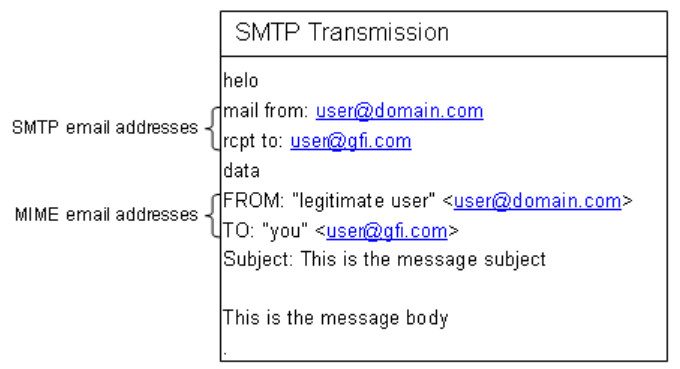 SMTP Transmission
helo
SMTP email addresses
mail from: user@domain.com
rcpt to: user@gfi.com
data
MIME email addresses
FROM: "legitimate user" <user@domain.com>
TO: "you" <user@gfi.com>
Subject: This is the message subject
This is the message body
.